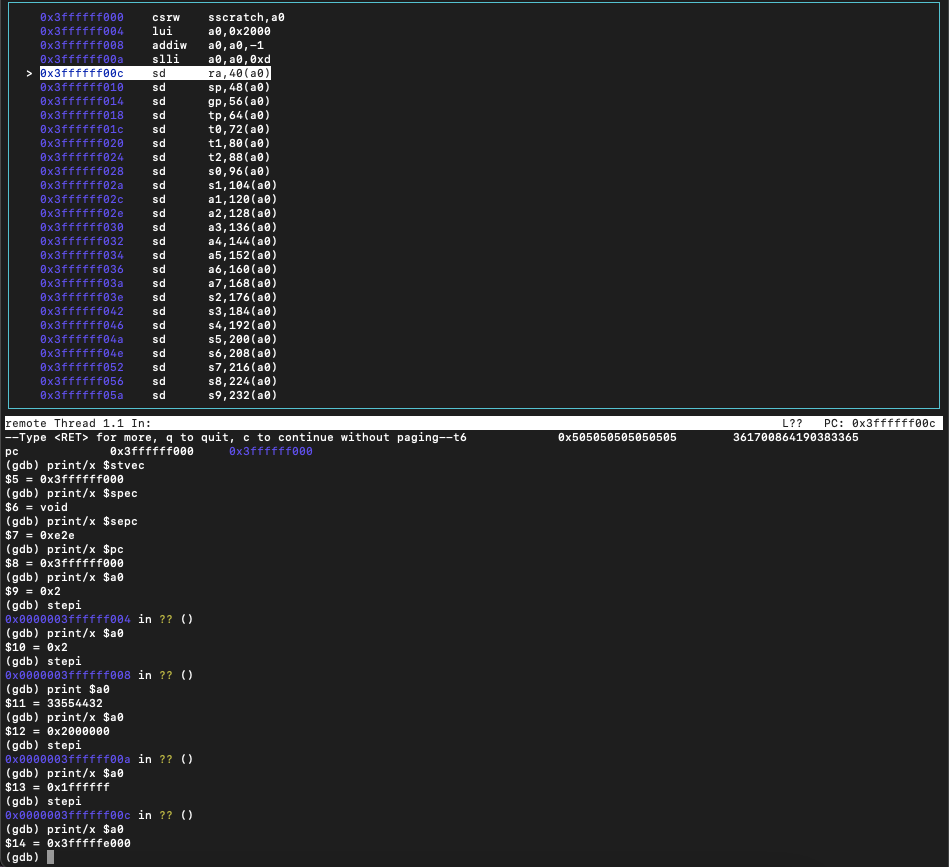 0x3ffffff000 csrw sscratch,a0
0x3ffffff004 lui a0,0x2000
0x3ffffff008 addiw a0,a0,-1
0x3ffffff00a slli a0,a0,0xd
> 0x3ffffff00c sd ra,40(a0)
0x3ffffff010 sd sp,48(a0)
0x3ffffff014 sd gp,56(a0)
0x3ffffff018 sd tp,64(a0)
0x3ffffff01c sd t0,72(a0)
0x3ffffff020 sd t1,80(a0)
0x3ffffff024 sd t2,88(a0)
0x3ffffff028 sd s0,96(a0)
0x3ffffff02a sd s1,104(a0)
0x3ffffff02c sd a1,120(a0)
0x3ffffff02e sd a2,128(a0)
0x3ffffff030 sd a3,136(a0)
0x3ffffff032 sd a4,144(a0)
0x3ffffff034 sd a5,152(a0)
0x3ffffff036 sd a6,160(a0)
0x3ffffff03a sd a7,168(a0)
0x3ffffff03e sd s2,176(a0)
0x3ffffff042 sd s3,184(a0)
0x3ffffff046 sd s4,192(a0)
0x3ffffff04a sd s5,200(a0)
0x3ffffff04e sd s6,208(a0)
0x3ffffff052 sd s7,216(a0)
0x3ffffff056 sd s8,224(a0)
0x3ffffff05a sd s9,232(a0)
remote Thread 1.1 In: L?? PC: 0x3ffffff00c
--Type <RET> for more, q to quit, c to continue without paging--t6 0x505050505050505 361700864190383365
pc 0x3ffffff000 0x3ffffff000
(gdb) print/x $stvec
$5 = 0x3ffffff000
(gdb) print/x $spec
$6 = void
(gdb) print/x $sepc
$7 = 0xe2e
(gdb) print/x $pc
$8 = 0x3ffffff000
(gdb) print/x $a0
$9 = 0x2
(gdb) stepi
0x0000003ffffff004 in ?? ()
(gdb) print/x $a0
$10 = 0x2
(gdb) stepi
0x0000003ffffff008 in ?? ()
(gdb) print $a0
$11 = 33554432
(gdb) print/x $a0
$12 = 0x2000000
(gdb) stepi
0x0000003ffffff00a in ?? ()
(gdb) print/x $a0
$13 = 0x1ffffff
(gdb) stepi
0x0000003ffffff00c in ?? ()
(gdb) print/x $a0
$14 = 0x3fffffe000
(gdb)